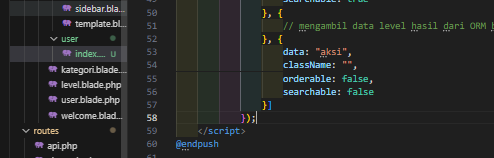 sidebar.bla...
template.bl...
user
index.... U
kategori.blade....
level.blade.php
user.blade.php
welcome.blad...
routes
api.php
searchable: true
50 }, {
51 // mengambil data level hasil dari ORM
52 }, {
53 data: "aksi",
54 className: "",
55 orderable: false,
56 searchable: false
57 }]
58 });
59 </script>
60 @endpush